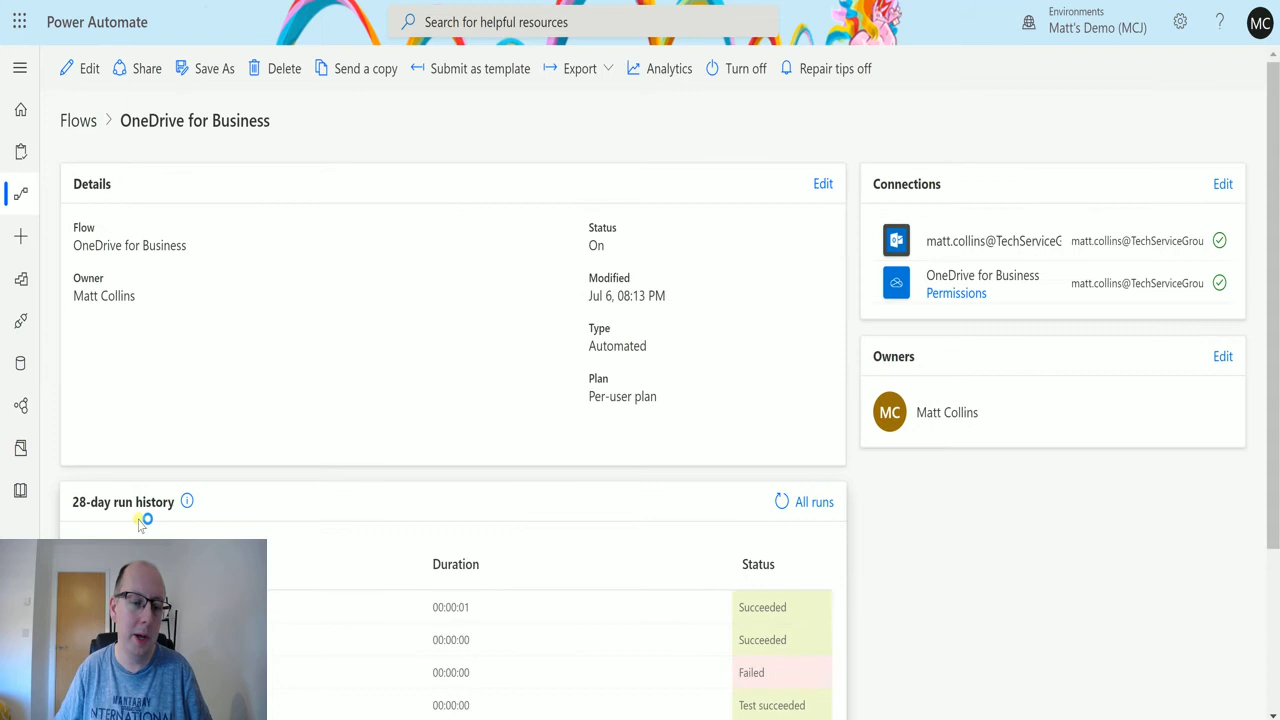 Power Automate
Search for helpful resources
Environments
Matt's Demo (MCJ)
MC
Edit
Share
Save As
Delete
Send a copy
Submit as template
Export
Analytics
Turn off
Repair tips off
Flows > OneDrive for Business
Details
Edit
Flow
OneDrive for Business
Owner
Matt Collins
Status
On
Modified
Jul 6, 08:13 PM
Type
Automated
Plan
Per-user plan
Connections
Edit
matt.collins@TechServiceG matt.collins@TechServiceGrou
OneDrive for Business matt.collins@TechServiceGrou
Permissions
Owners
Edit
MC Matt Collins
28-day run history
All runs
Duration Status
00:00:01 Succeeded
00:00:00 Succeeded
00:00:00 Failed
00:00:00 Test succeeded
MANTARAY
INTERNATIONAL